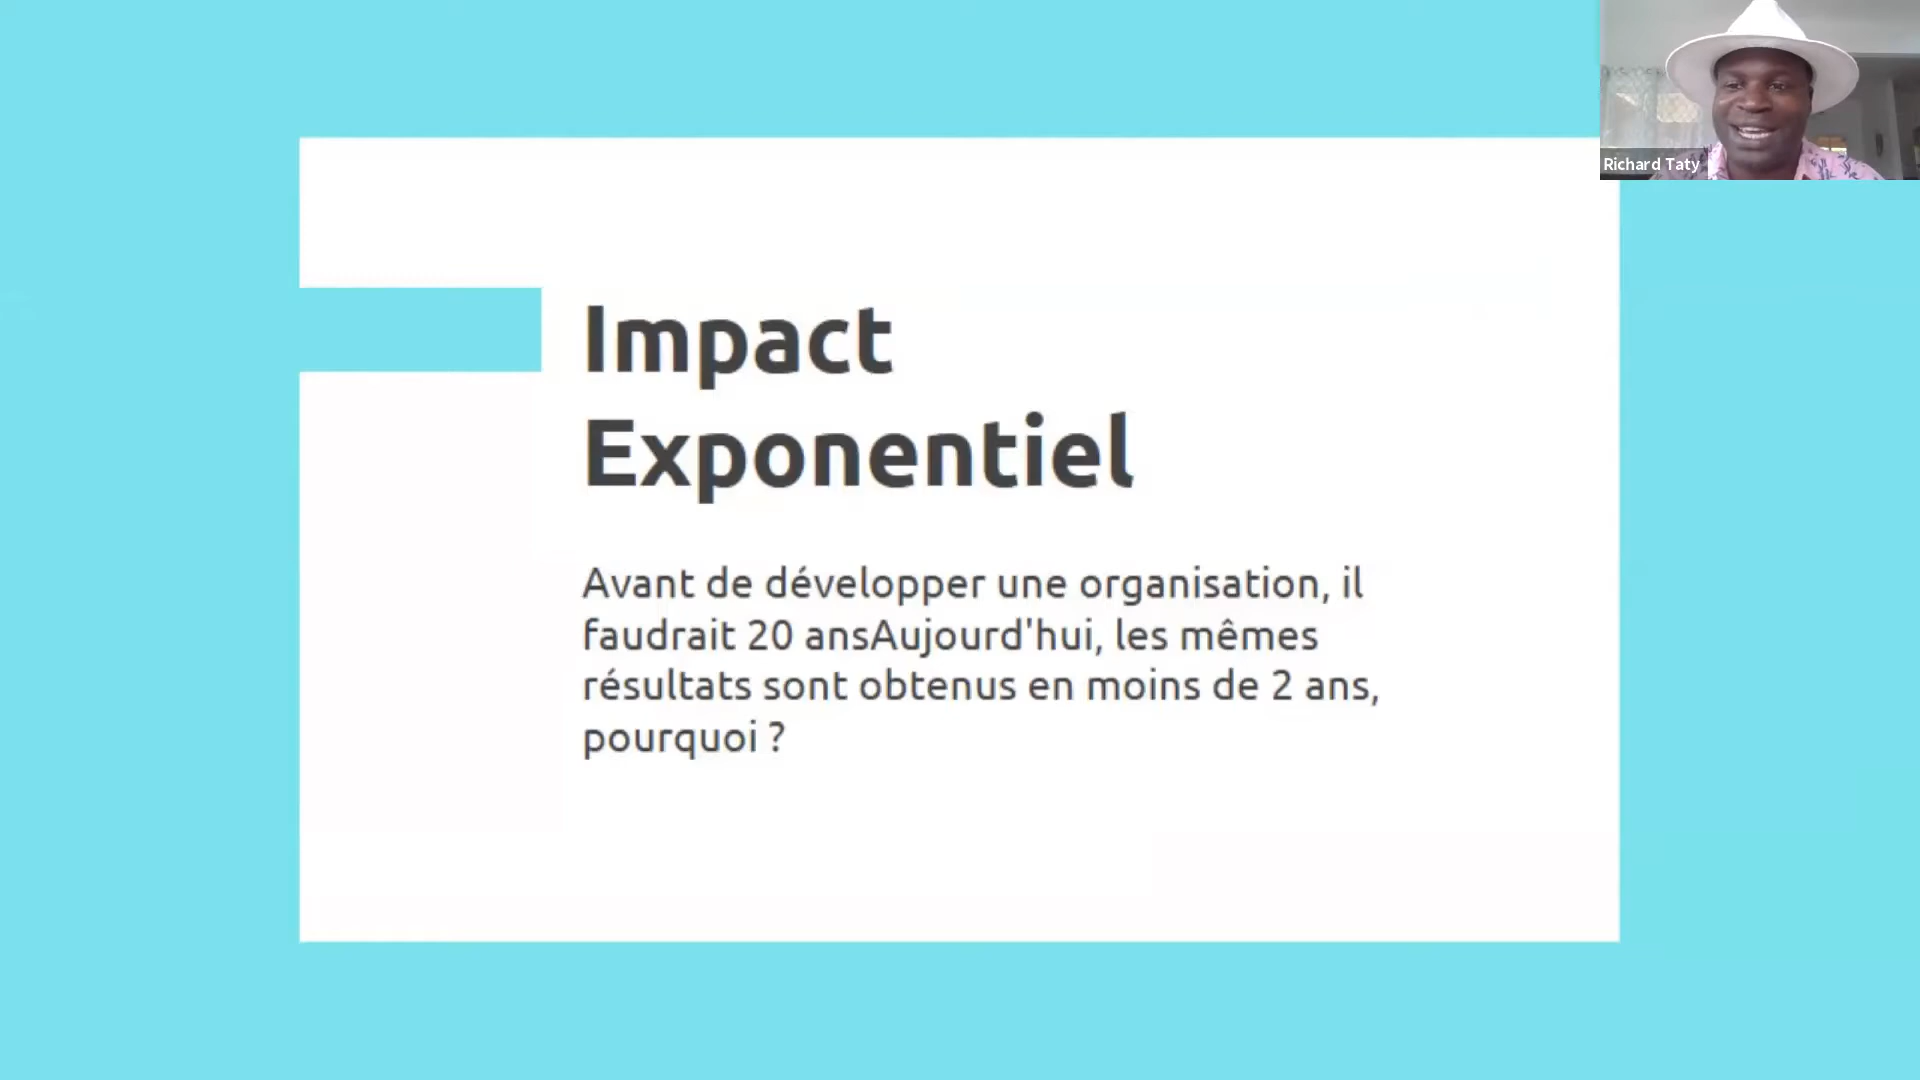 Richard Taty
Impact
Exponentiel
Avant de développer une organisation, il
faudrait 20 ansAujourd'hui, les mêmes
résultats sont obtenus en moins de 2 ans,
pourquoi ?